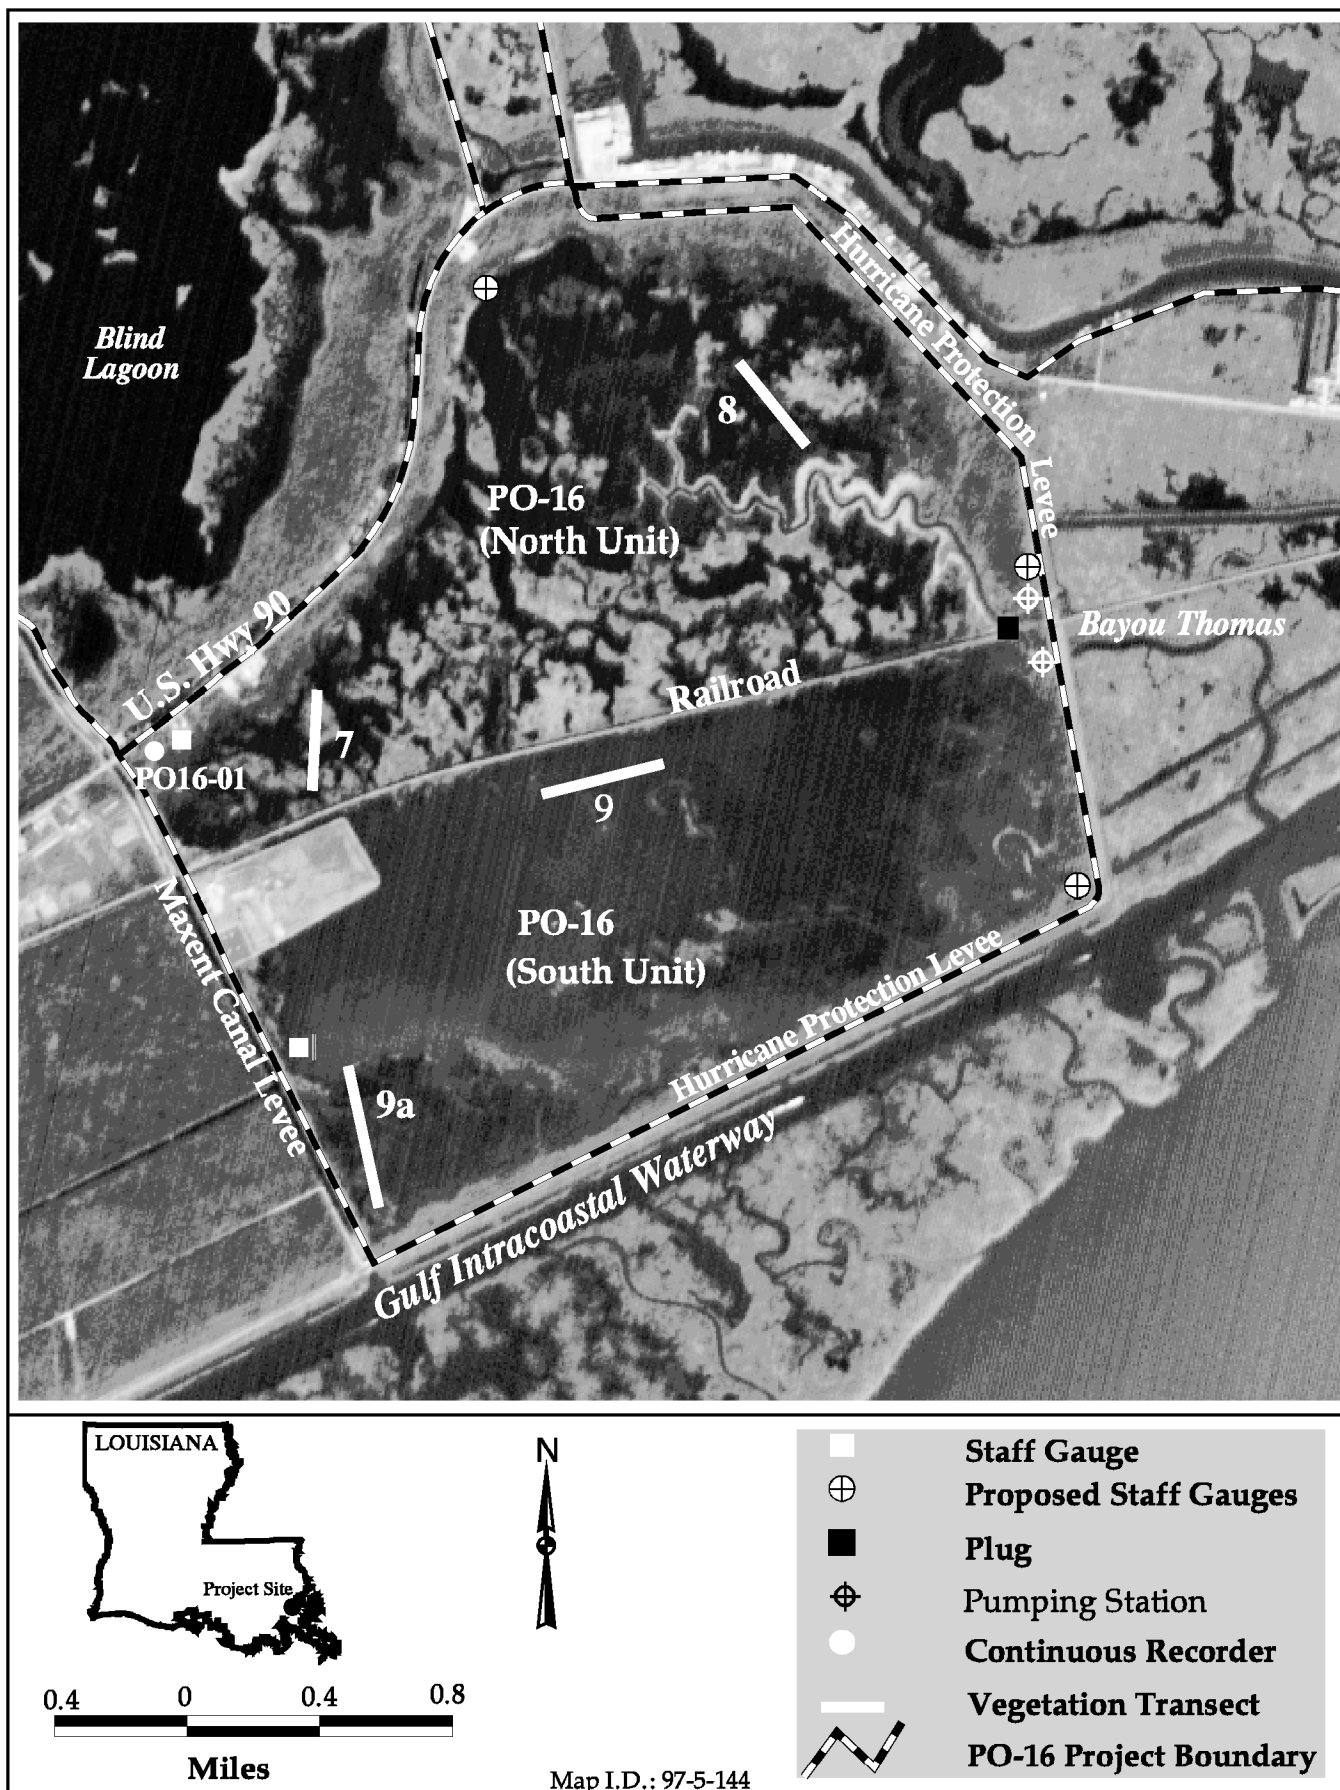 Hurricane Protection Levee
Blind
Lagoon
8
PO-16
(North Unit)
U.S. Hwy 90
Bayou Thomas
Railroad
7
PO16-01
9
Maxent Canal Levee
PO-16
(South Unit)
Hurricane Protection Levee
9a
Gulf Intracoastal Waterway
LOUISIANA
Project Site
N
0.4 0 0.4 0.8
Miles
Map I.D.: 97-5-144
Staff Gauge
Proposed Staff Gauges
Plug
Pumping Station
Continuous Recorder
Vegetation Transect
PO-16 Project Boundary